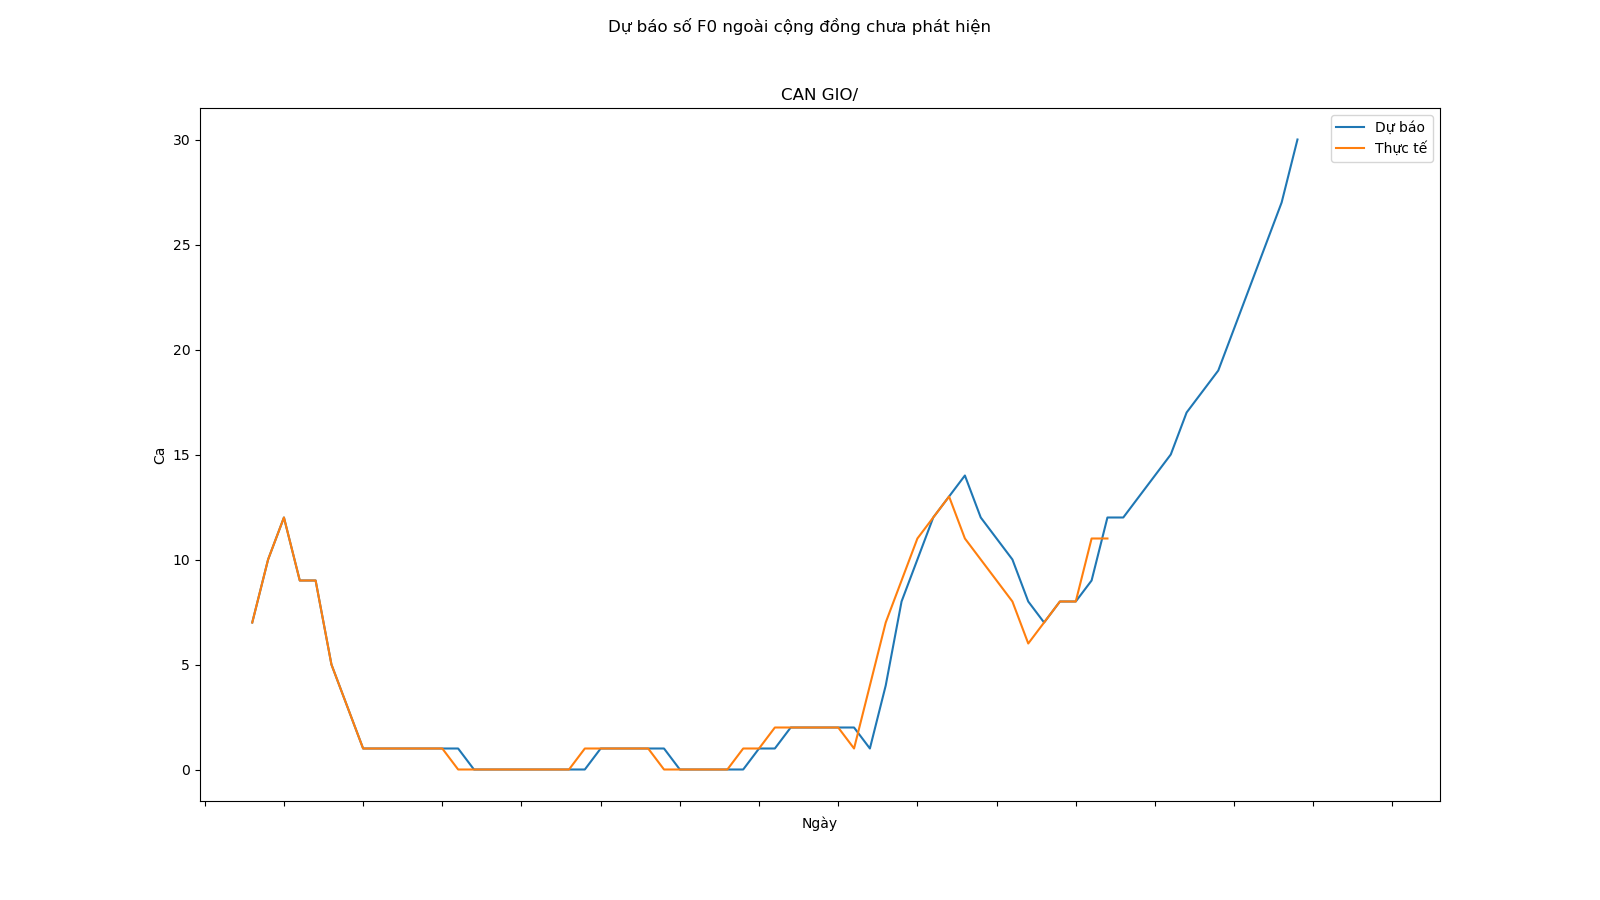 Dự báo số F0 ngoài cộng đồng chưa phát hiện
CAN GIO/
Dự báo
Thực tế
30
25
20
15
10
5
0
Ca
Ngày